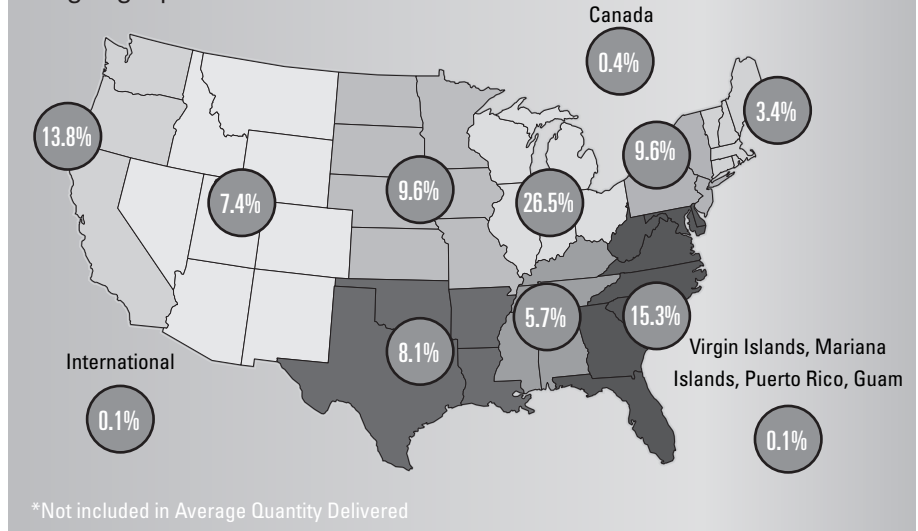 Canada
0.4%
3.4%
13.8%
9.6%
7.4%
9.6%
26.5%
5.7%
15.3%
8.1%
International
0.1%
Virgin Islands, Mariana
Islands, Puerto Rico, Guam
0.1%
*Not included in Average Quantity Delivered